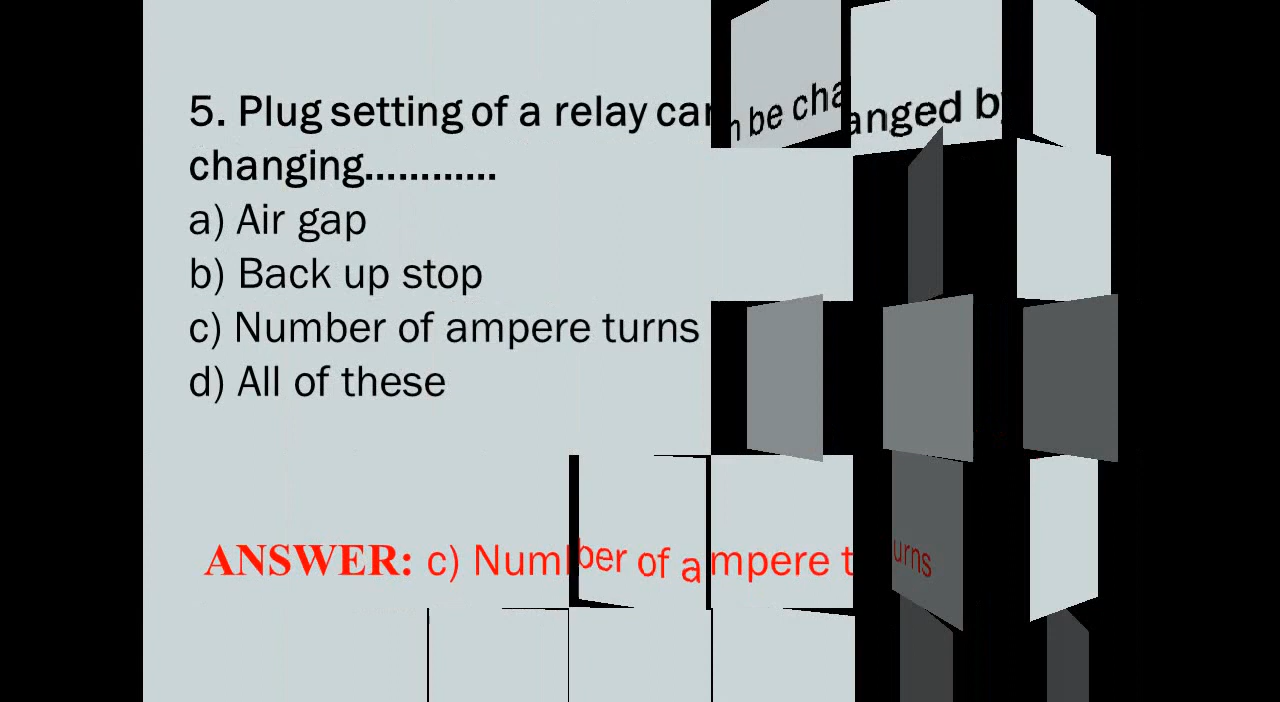 5. Plug setting of a relay can be changed by
changing............
a) Air gap
b) Back up stop
c) Number of ampere turns
d) All of these
ANSWER: c) Number of ampere turns